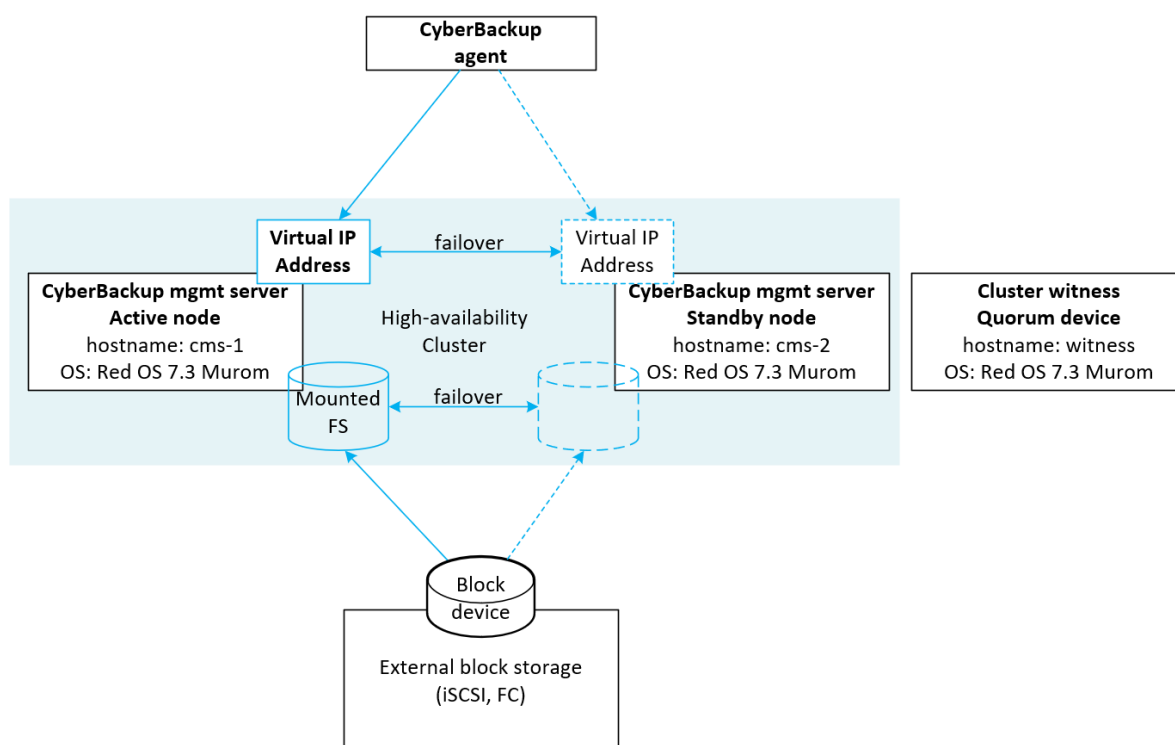 CyberBackup
agent
Virtual IP
Address
failover
Virtual IP
Address
CyberBackup mgmt server
Active node
hostname: cms-1
OS: Red OS 7.3 Murom
High-availability
Cluster
CyberBackup mgmt server
Standby node
hostname: cms-2
OS: Red OS 7.3 Murom
Cluster witness
Quorum device
hostname: witness
OS: Red OS 7.3 Murom
Mounted
FS
failover
Block
device
External block storage
(iSCSI, FC)